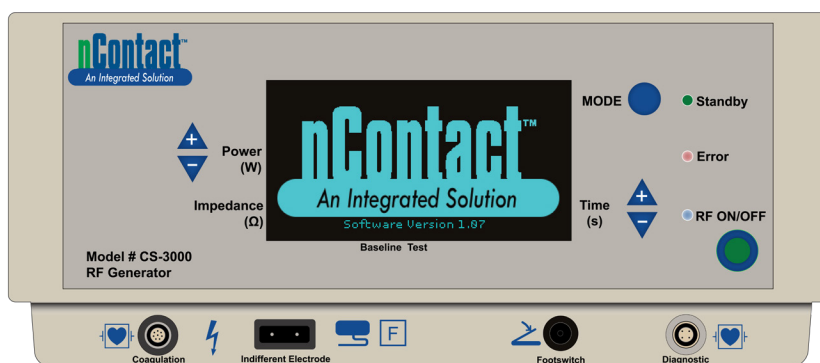 nContact™
An Integrated Solution
nContact™
An Integrated Solution
Software Version 1.07
Baseline Test
MODE
Standby
Error
RF ON/OFF
+
−
Power
(W)
Impedance
(Ω)
Time
(s)
+
−
Model # CS-3000
RF Generator
F
Coagulation
Indifferent Electrode
Footswitch
Diagnostic